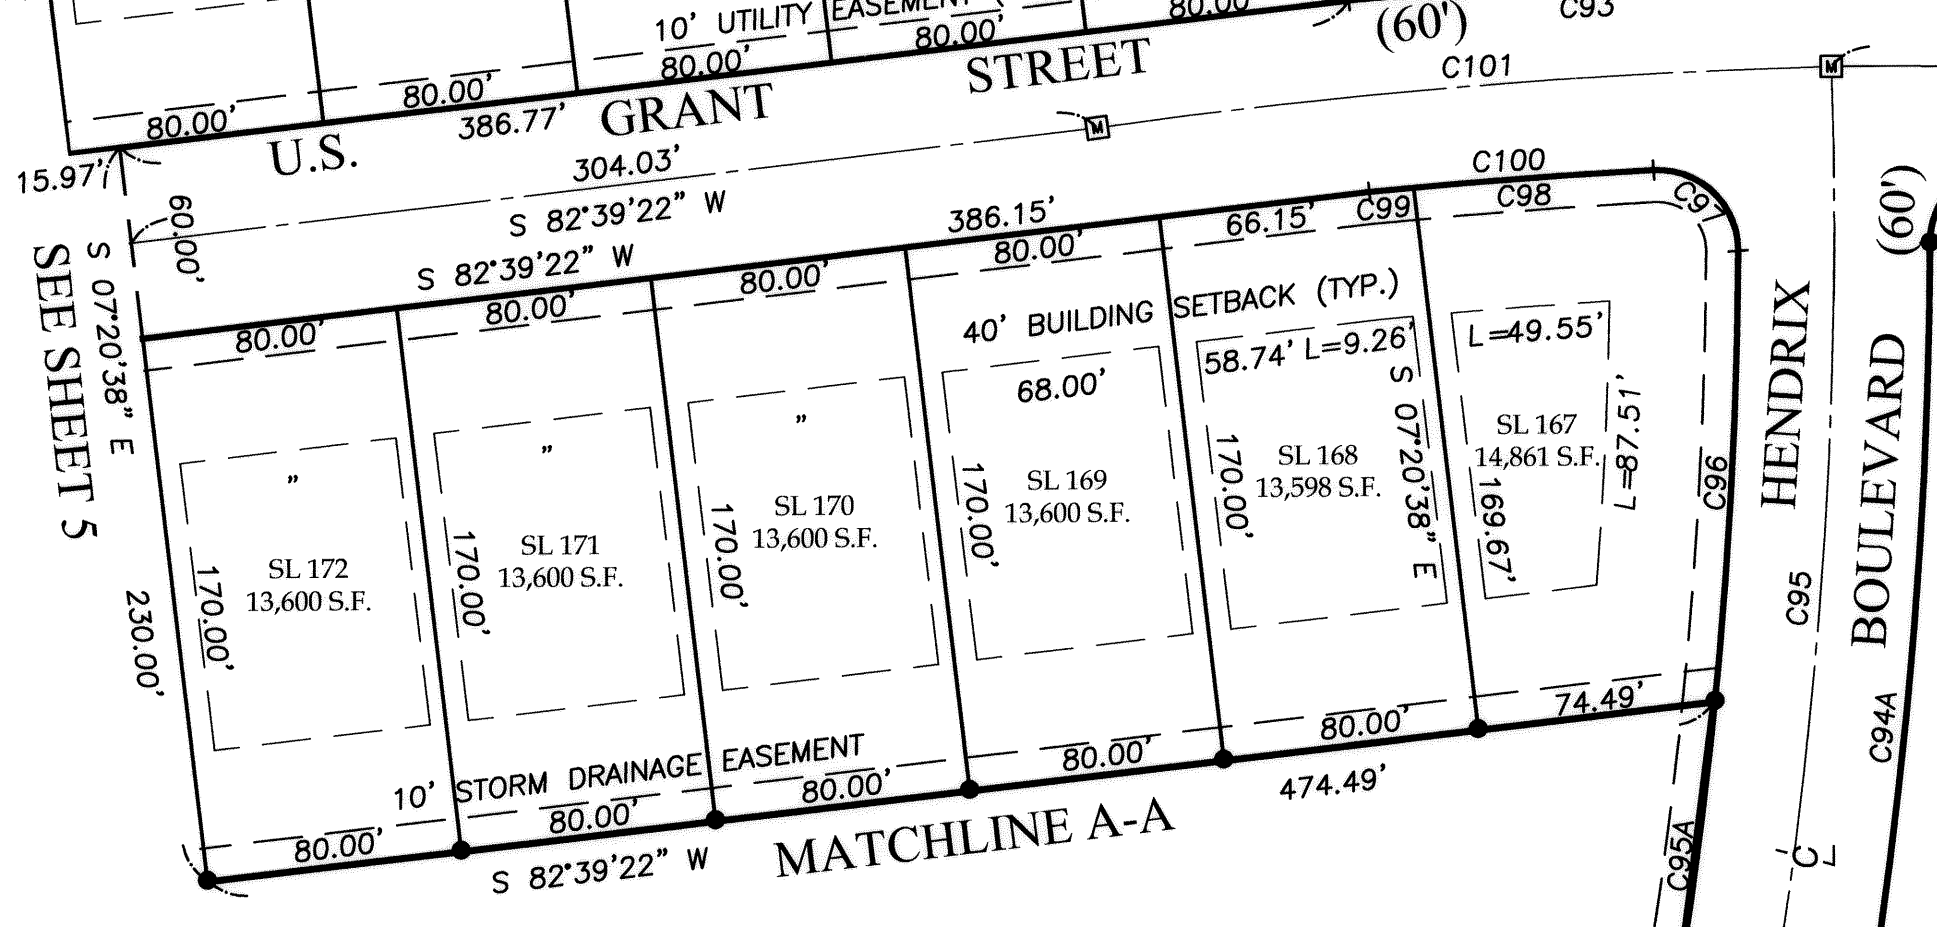 10' UTILITY EASEMENT (
80.00'
C93
(60')
80.00'
80.00'
80.00'
80.00'
STREET
C101
M
386.77'
GRANT
U.S.
M
15.97'
304.03'
S 82°39'22" W
60.00'
C100
C97
C98
C99
66.15'
386.15'
80.00'
80.00'
80.00'
80.00'
S 82°39'22" W
(60')
SEE SHEET 5
S 07°20'38" E
40' BUILDING SETBACK (TYP.)
58.74' L=9.26'
L=49.55'
68.00'
"
"
"
S 07°20'38" E
L=87.51'
HENDRIX
BOULEVARD
SL 167
14,861 S.F.
SL 168
13,598 S.F.
SL 169
13,600 S.F.
SL 170
13,600 S.F.
SL 171
13,600 S.F.
SL 172
13,600 S.F.
170.00'
170.00'
170.00'
170.00'
170.00'
169.67'
C96
C95
C94A
230.00'
10' STORM DRAINAGE EASEMENT
80.00'
80.00'
80.00'
80.00'
80.00'
74.49'
474.49'
S 82°39'22" W
MATCHLINE A-A
C95A
CL